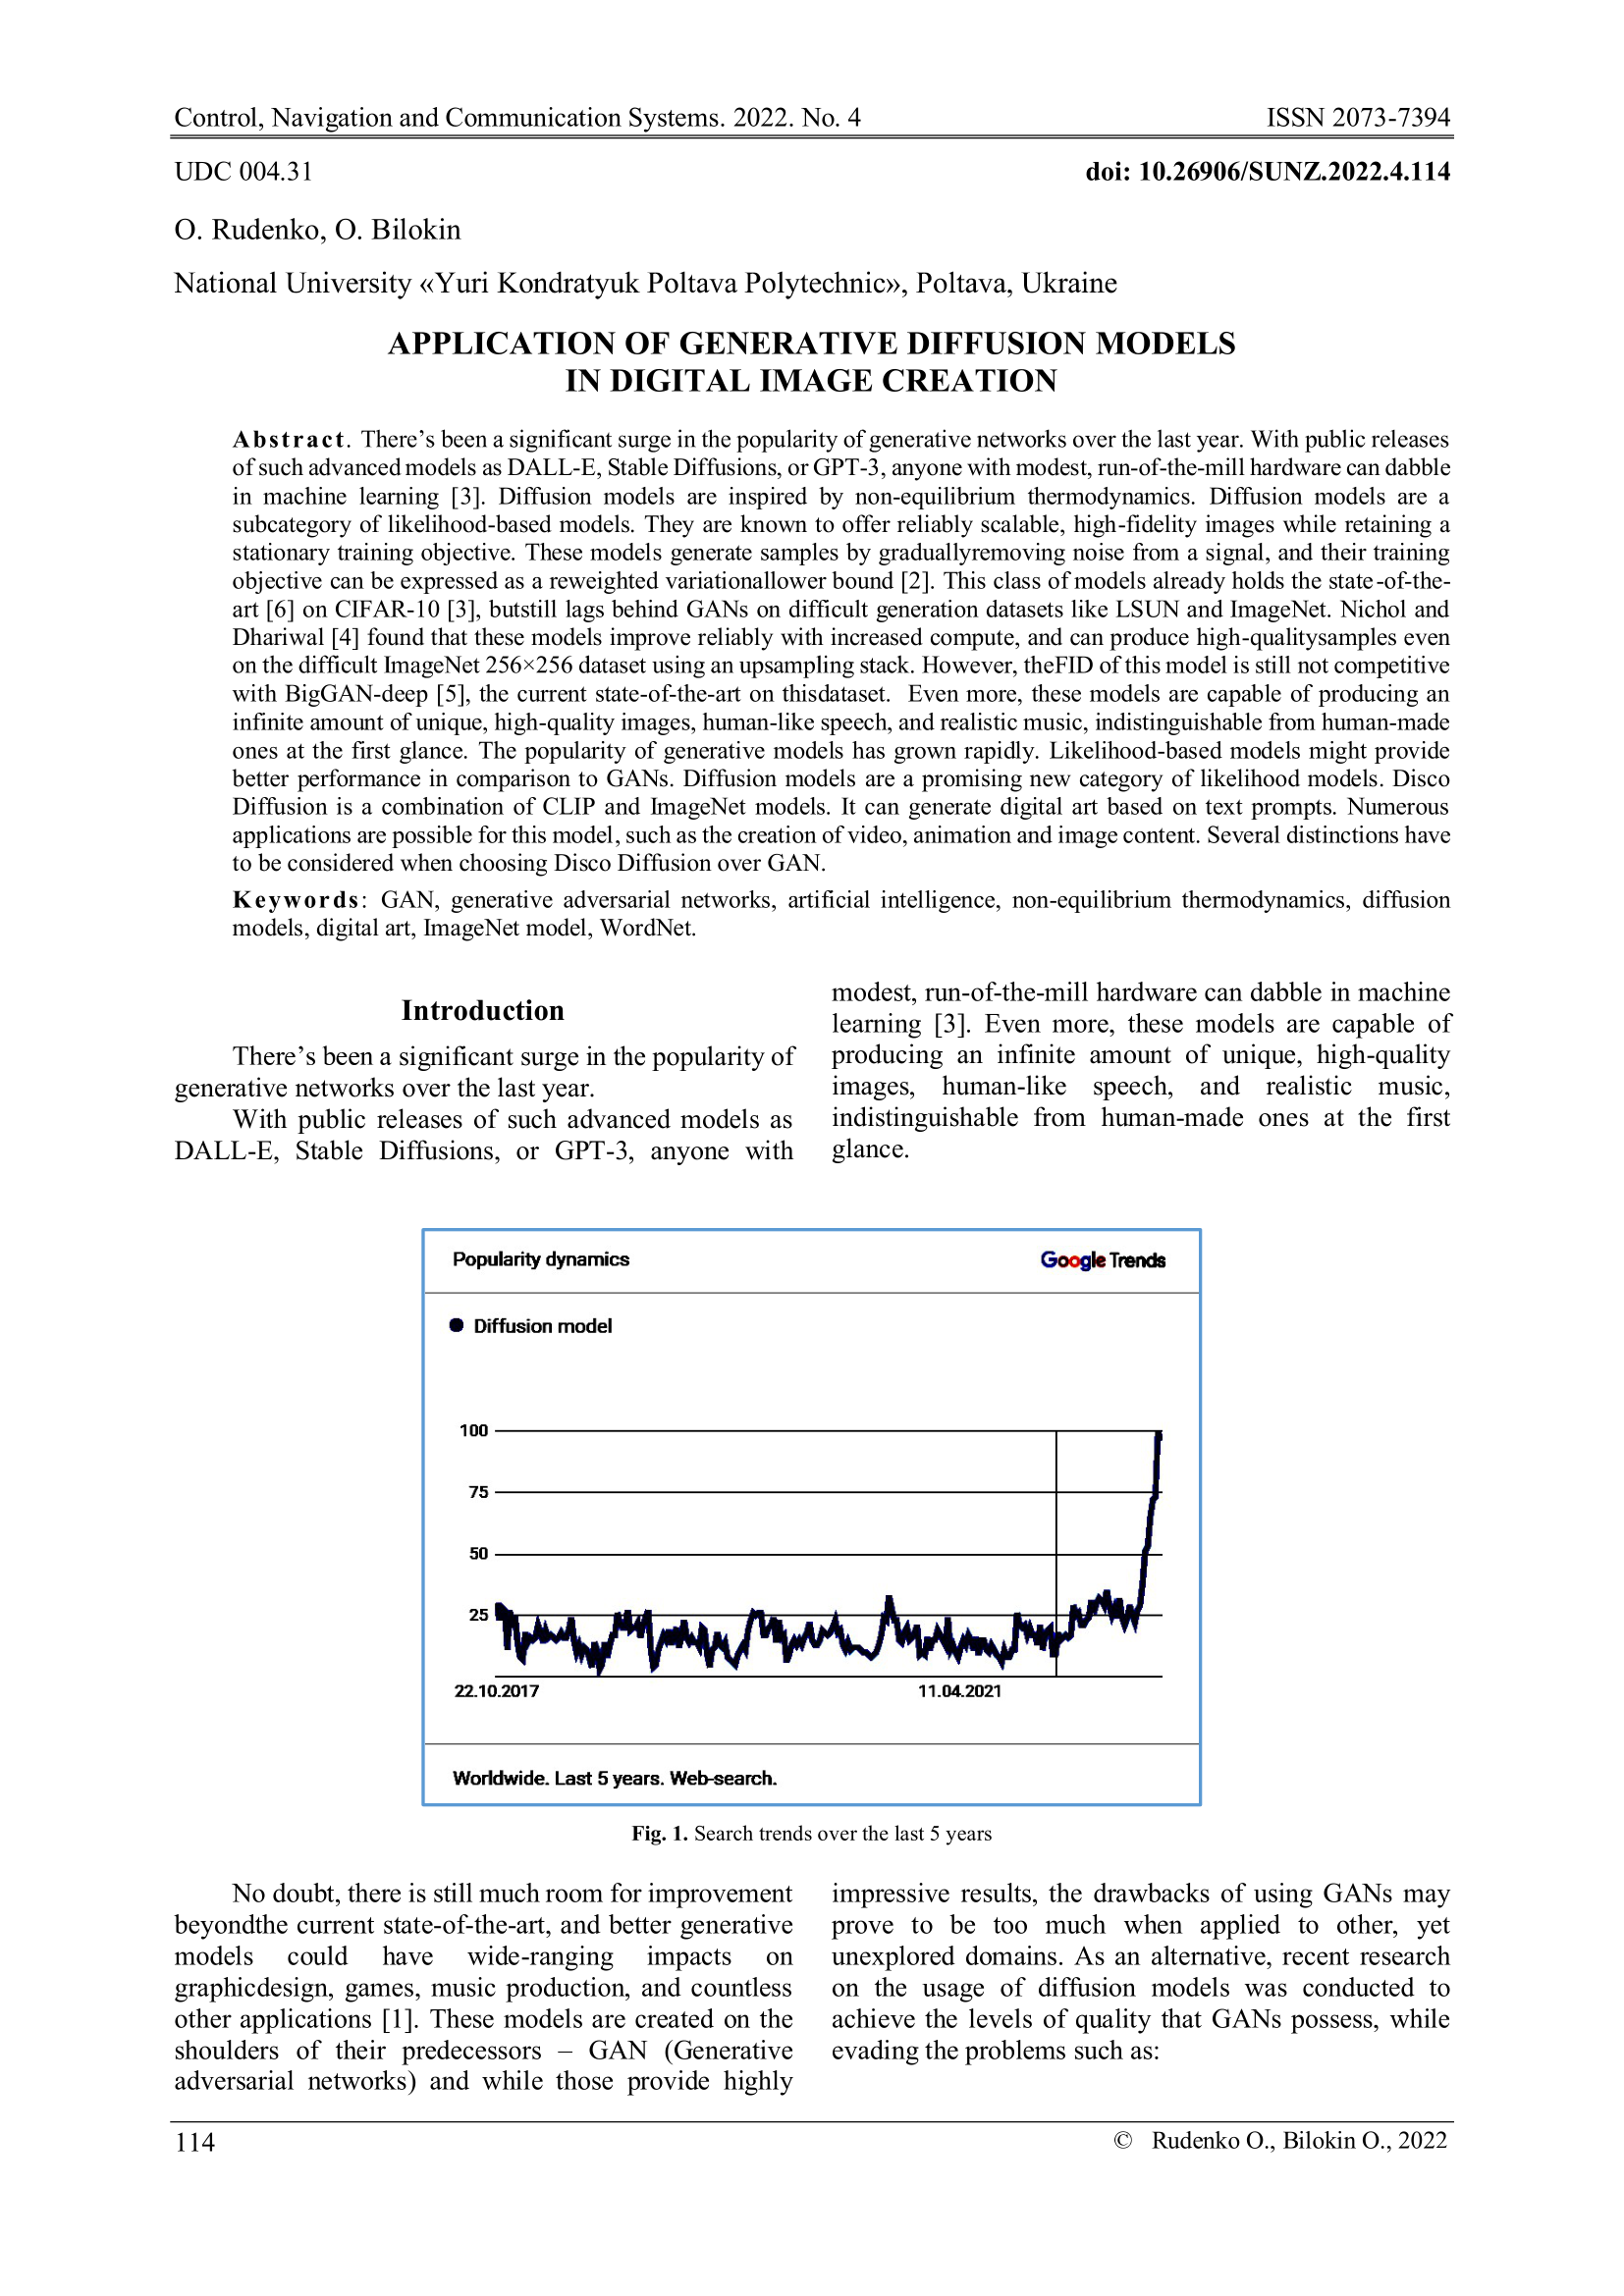 Control, Navigation and Communication Systems. 2022. No. 4 ISSN 2073-7394
UDC 004.31 doi: 10.26906/SUNZ.2022.4.114
O. Rudenko, O. Bilokin
National University «Yuri Kondratyuk Poltava Polytechnic», Poltava, Ukraine
APPLICATION OF GENERATIVE DIFFUSION MODELS
IN DIGITAL IMAGE CREATION
Abstract. There’s been a significant surge in the popularity of generative networks over the last year. With public releases
of such advanced models as DALL-E, Stable Diffusions, or GPT-3, anyone with modest, run-of-the-mill hardware can dabble
in machine learning [3]. Diffusion models are inspired by non-equilibrium thermodynamics. Diffusion models are a
subcategory of likelihood-based models. They are known to offer reliably scalable, high-fidelity images while retaining a
stationary training objective. These models generate samples by graduallyremoving noise from a signal, and their training
objective can be expressed as a reweighted variationallower bound [2]. This class of models already holds the state-of-the-
art [6] on CIFAR-10 [3], butstill lags behind GANs on difficult generation datasets like LSUN and ImageNet. Nichol and
Dhariwal [4] found that these models improve reliably with increased compute, and can produce high-qualitysamples even
on the difficult ImageNet 256×256 dataset using an upsampling stack. However, theFID of this model is still not competitive
with BigGAN-deep [5], the current state-of-the-art on thisdataset. Even more, these models are capable of producing an
infinite amount of unique, high-quality images, human-like speech, and realistic music, indistinguishable from human-made
ones at the first glance. The popularity of generative models has grown rapidly. Likelihood-based models might provide
better performance in comparison to GANs. Diffusion models are a promising new category of likelihood models. Disco
Diffusion is a combination of CLIP and ImageNet models. It can generate digital art based on text prompts. Numerous
applications are possible for this model, such as the creation of video, animation and image content. Several distinctions have
to be considered when choosing Disco Diffusion over GAN.
Keywords: GAN, generative adversarial networks, artificial intelligence, non-equilibrium thermodynamics, diffusion
models, digital art, ImageNet model, WordNet.
Introduction
There’s been a significant surge in the popularity of
generative networks over the last year.
With public releases of such advanced models as
DALL-E, Stable Diffusions, or GPT-3, anyone with
modest, run-of-the-mill hardware can dabble in machine
learning [3]. Even more, these models are capable of
producing an infinite amount of unique, high-quality
images, human-like speech, and realistic music,
indistinguishable from human-made ones at the first
glance.
Popularity dynamics Google Trends
Diffusion model
100
75
50
25
22.10.2017 11.04.2021
Worldwide. Last 5 years. Web-search.
Fig. 1. Search trends over the last 5 years
No doubt, there is still much room for improvement
beyondthe current state-of-the-art, and better generative
models could have wide-ranging impacts on
graphicdesign, games, music production, and countless
other applications [1]. These models are created on the
shoulders of their predecessors – GAN (Generative
adversarial networks) and while those provide highly
impressive results, the drawbacks of using GANs may
prove to be too much when applied to other, yet
unexplored domains. As an alternative, recent research
on the usage of diffusion models was conducted to
achieve the levels of quality that GANs possess, while
evading the problems such as:
114 © Rudenko O., Bilokin O., 2022